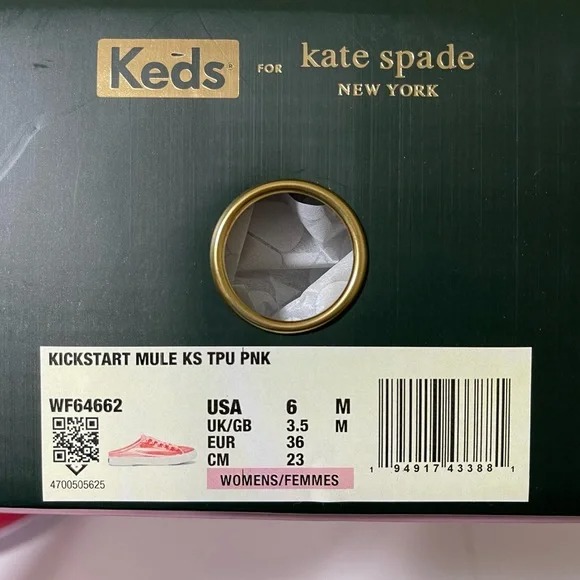 Keds® FOR kate spade
NEW YORK
KICKSTART MULE KS TPU PNK
WF64662
USA 6 M
UK/GB 3.5 M
EUR 36
CM 23
WOMENS/FEMMES
4700505625
1 94917 43388 1